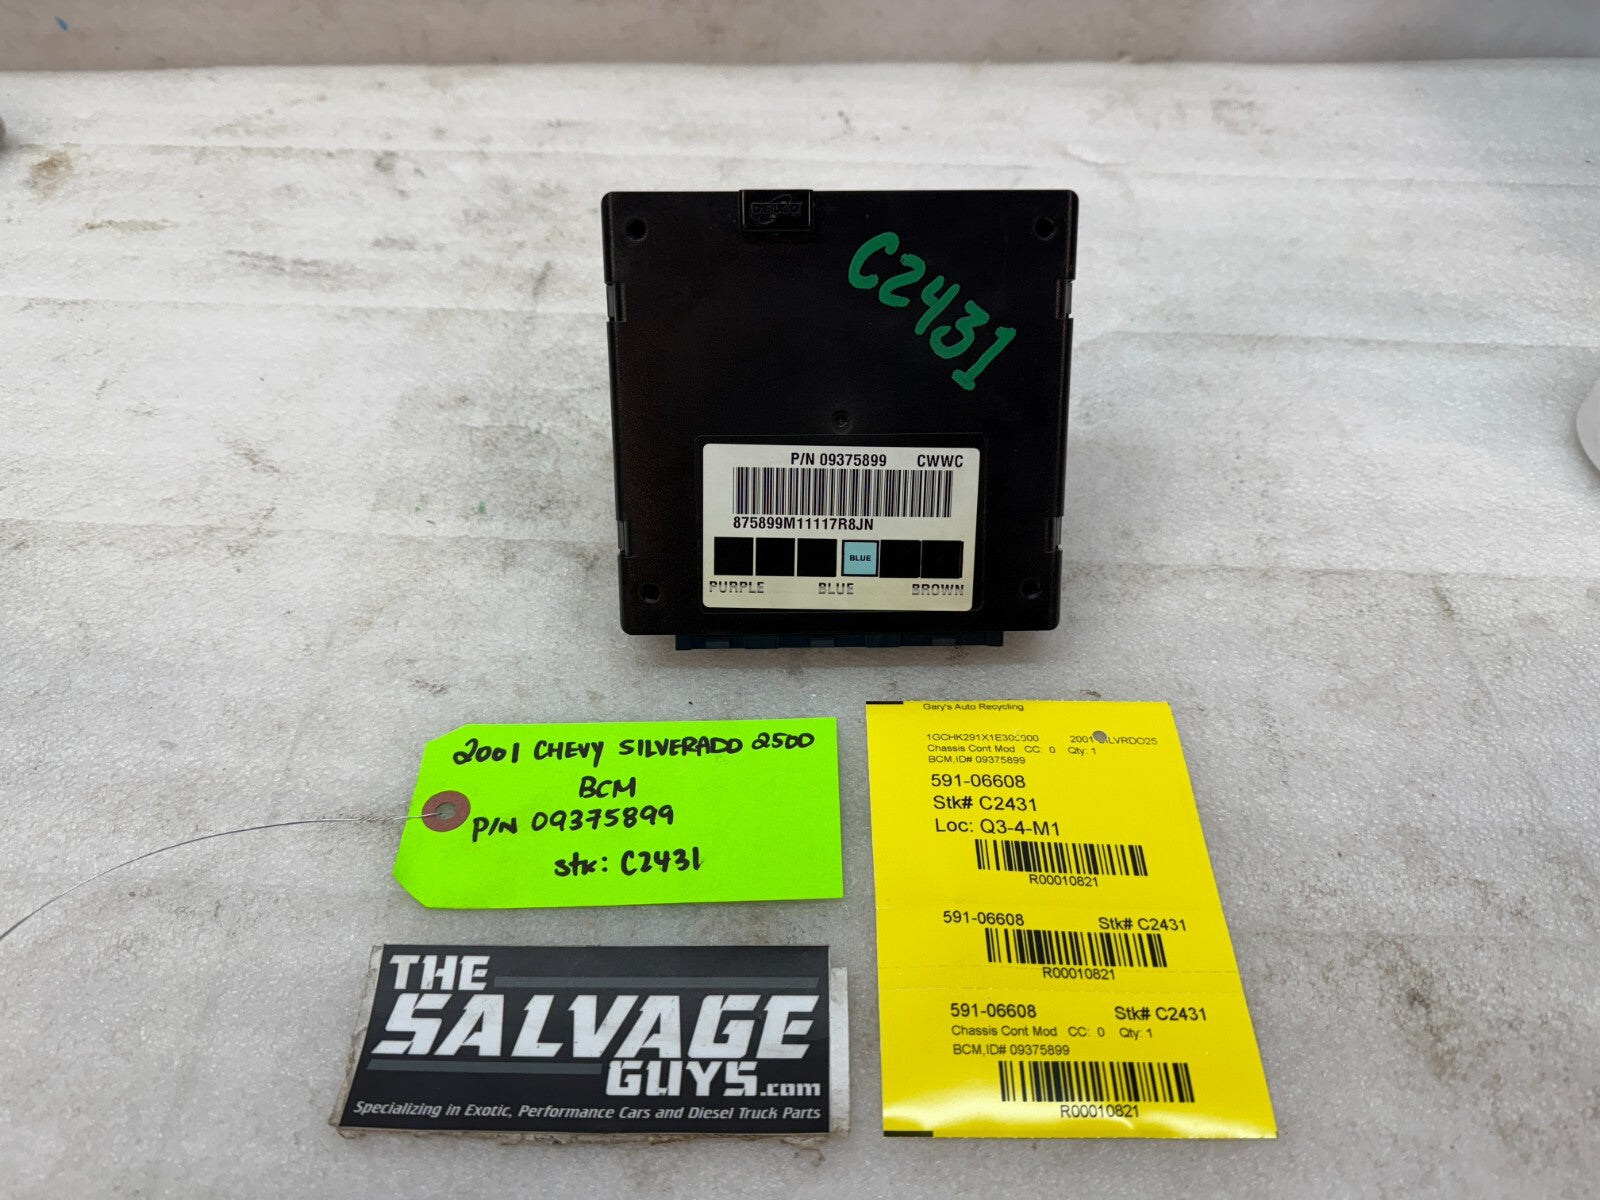 DELCO
C2431
P/N 09375899 CWWC
875899M11117R8JN
BLUE
PURPLE BLUE BROWN
2001 CHEVY SILVERADO 2500
BCM
P/N 09375899
stk: C2431
THE
SALVAGE
GUYS.com
Specializing in Exotic, Performance Cars and Diesel Truck Parts
Gary's Auto Recycling
2001
Chassis Cont Mod CC: 0 Qty: 1
BCM,ID# 09375899
591-06608
Stk# C2431
Loc: Q3-4-M1
R00010821
591-06608 Stk# C2431
R00010821
591-06608 Stk# C2431
Chassis Cont Mod CC: 0 Qty: 1
BCM,ID# 09375899
R00010821